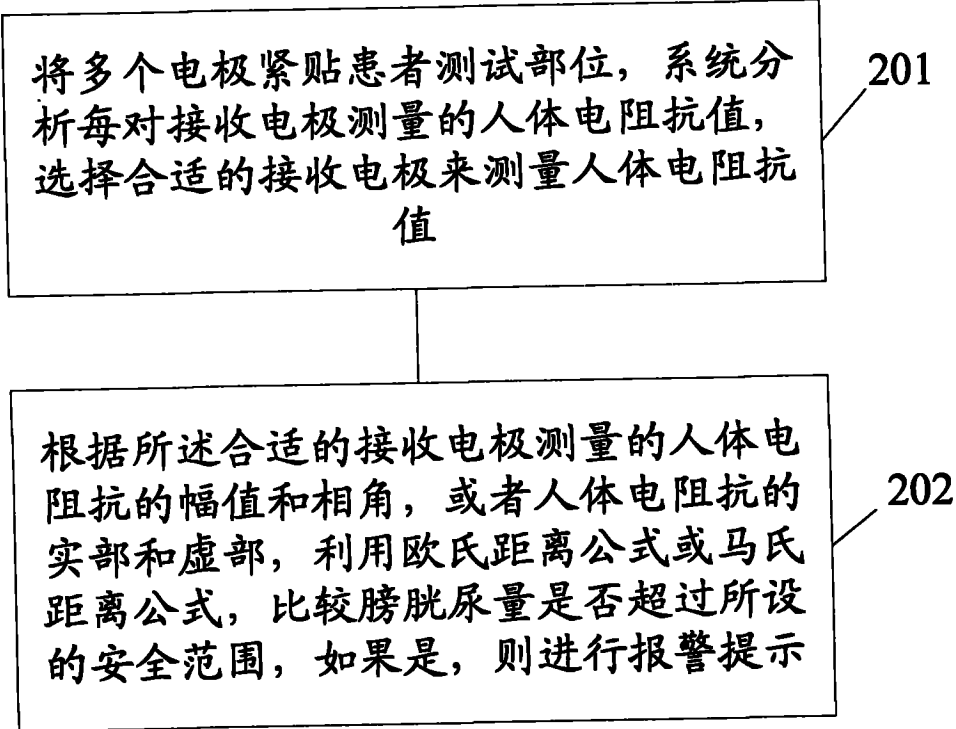 将多个电极紧贴患者测试部位，系统分
析每对接收电极测量的人体电阻抗值，
选择合适的接收电极来测量人体电阻抗
值
201
根据所述合适的接收电极测量的人体电
阻抗的幅值和相角，或者人体电阻抗的
实部和虚部，利用欧氏距离公式或马氏
距离公式，比较膀胱尿量是否超过所设
的安全范围，如果是，则进行报警提示
202